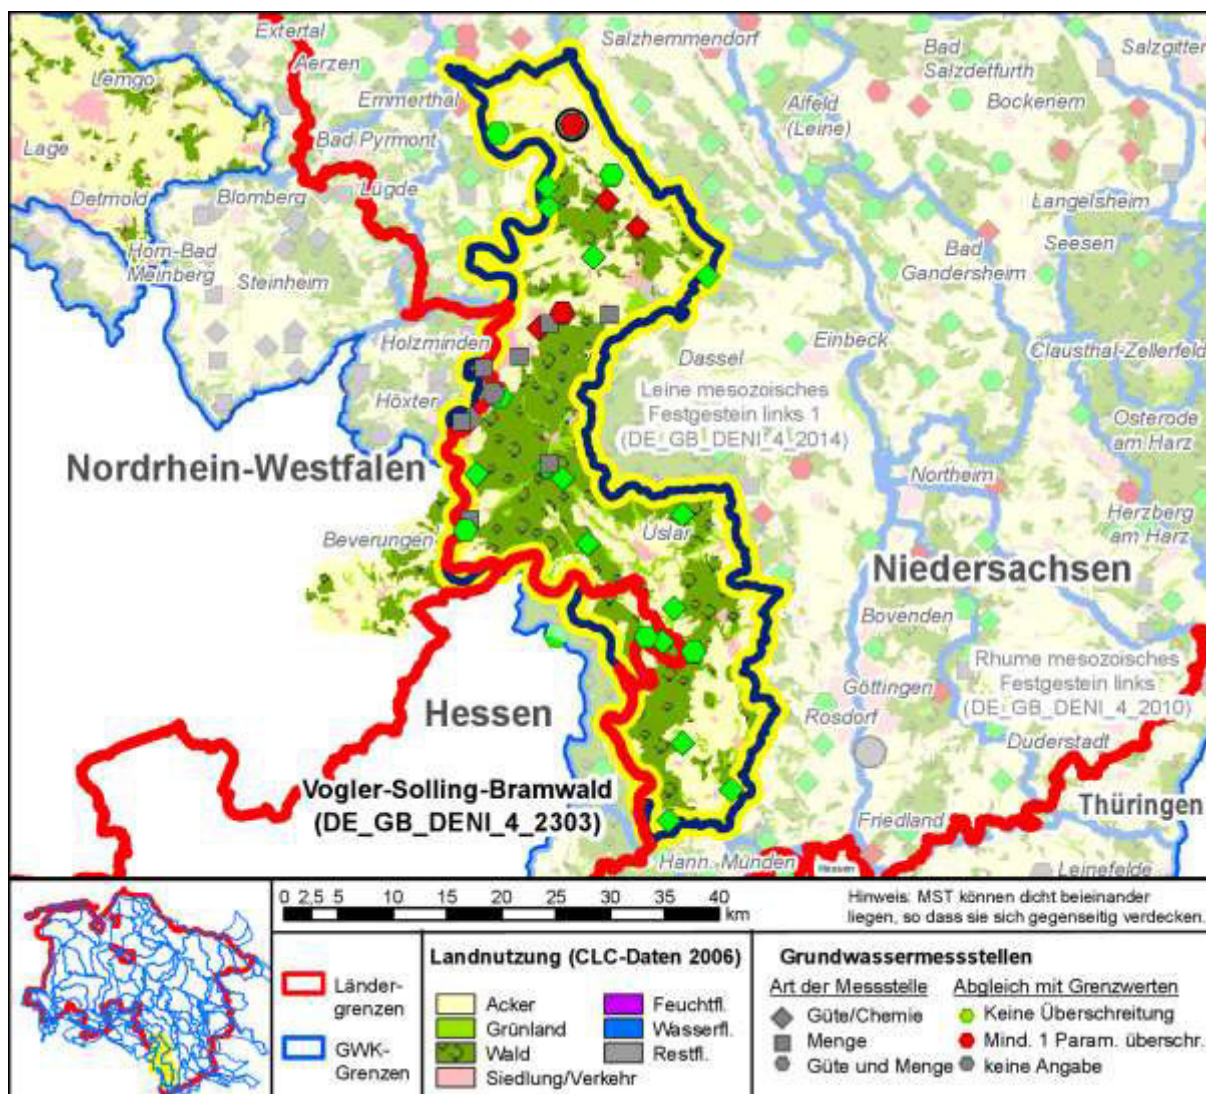 Extertal
Salzhemmendorf
Bad
Salzdetfurth
Salzgitter
Aerzen
Lemgo
Emmerthal
Bockenem
Alfeld
(Leine)
Bad Pyrmont
Lage
Lügde
Detmold
Blomberg
Langelsheim
Horn-Bad
Meinberg
Steinheim
Seesen
Bad
Gandersheim
Holzminden
Einbeck
Dassel
Clausthal-Zellerfeld
Höxter
Leine mesozoisches
Festgestein links 1
(DE_GB_DENI_4_2014)
Osterode
am Harz
Nordrhein-Westfalen
Northeim
Herzberg
am Harz
Beverungen
Uslar
Niedersachsen
Bovenden
Rhume mesozoisches
Festgestein links
(DE_GB_DENI_4_2010)
Göttingen
Hessen
Rosdorf
Duderstadt
Vogler-Solling-Bramwald
(DE_GB_DENI_4_2303)
Thüringen
Friedland
Hann. Münden
Hessen
Leinefelde
0 2,5 5 10 15 20 25 30 35 40
km
Hinweis: MST können dicht beieinander
liegen, so dass sie sich gegenseitig verdecken.
Länder-
grenzen
GWK-
Grenzen
Landnutzung (CLC-Daten 2006)
Acker
Grünland
Wald
Siedlung/Verkehr
Feuchtfl.
Wasserfl.
Restfl.
Grundwassermessstellen
Art der Messstelle
Güte/Chemie
Menge
Güte und Menge
Abgleich mit Grenzwerten
Keine Überschreitung
Mind. 1 Param. überschr.
keine Angabe